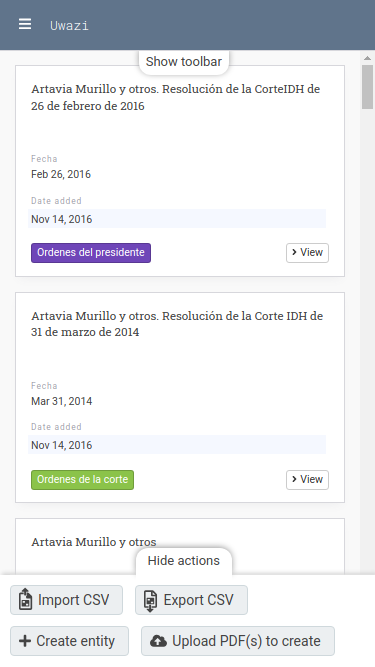 Uwazi
Show toolbar
Artavia Murillo y otros. Resolución de la CorteIDH de
26 de febrero de 2016
Fecha
Feb 26, 2016
Date added
Nov 14, 2016
Ordenes del presidente
View
Artavia Murillo y otros. Resolución de la Corte IDH de
31 de marzo de 2014
Fecha
Mar 31, 2014
Date added
Nov 14, 2016
Ordenes de la corte
View
Artavia Murillo y otros
Hide actions
Import CSV
Export CSV
Create entity
Upload PDF(s) to create